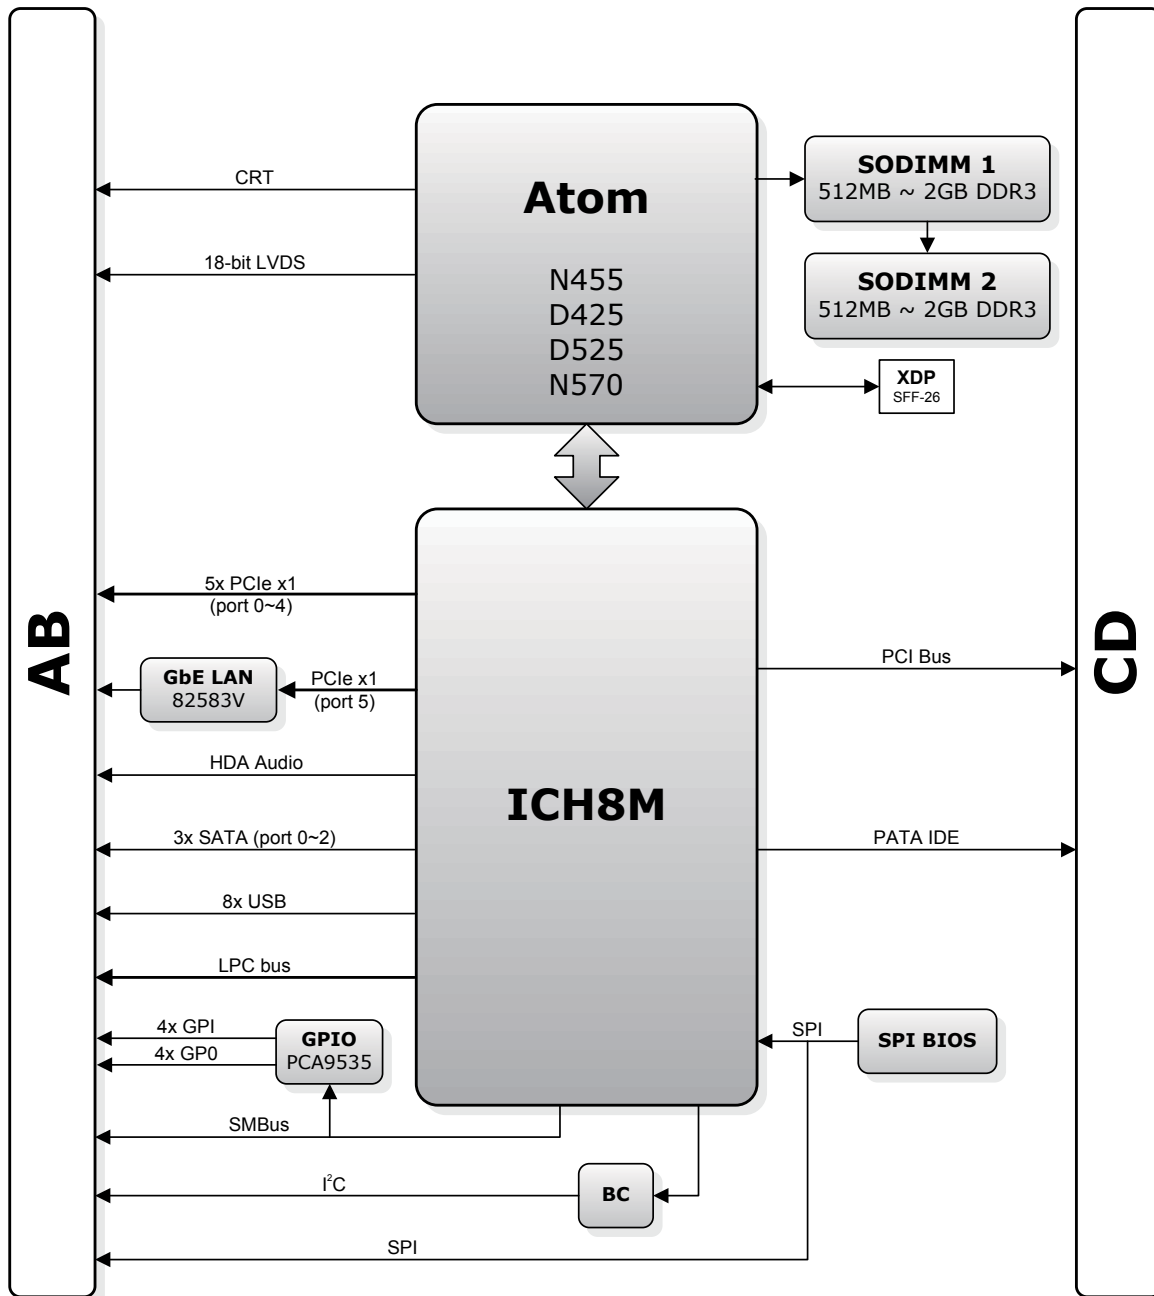 AB
CD
CRT
18-bit LVDS
Atom
N455
D425
D525
N570
SODIMM 1
512MB ~ 2GB DDR3
SODIMM 2
512MB ~ 2GB DDR3
XDP
SFF-26
5x PCIe x1
(port 0~4)
GbE LAN
82583V
PCIe x1
(port 5)
HDA Audio
3x SATA (port 0~2)
8x USB
LPC bus
ICH8M
PCI Bus
PATA IDE
4x GPI
4x GP0
GPIO
PCA9535
SPI
SPI BIOS
SMBus
I²C
BC
SPI